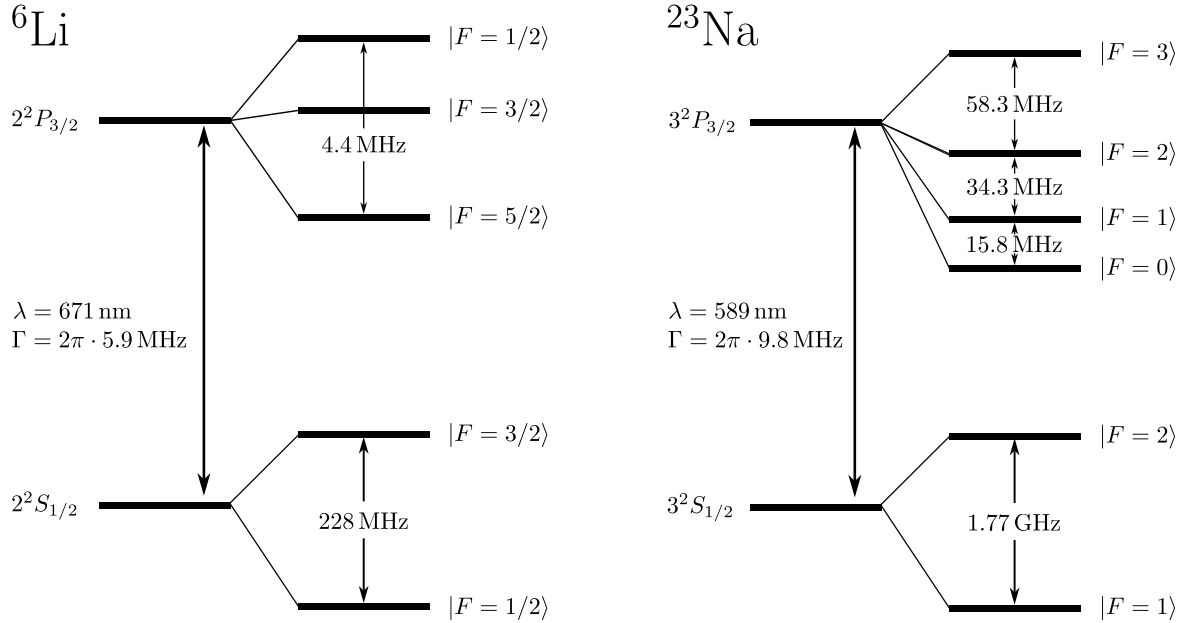 ⁶Li
|F = 1/2⟩
2²P₃/₂
|F = 3/2⟩
4.4 MHz
|F = 5/2⟩
λ = 671 nm
Γ = 2π · 5.9 MHz
|F = 3/2⟩
2²S₁/₂
228 MHz
|F = 1/2⟩
²³Na
|F = 3⟩
58.3 MHz
3²P₃/₂
|F = 2⟩
34.3 MHz
|F = 1⟩
15.8 MHz
|F = 0⟩
λ = 589 nm
Γ = 2π · 9.8 MHz
|F = 2⟩
3²S₁/₂
1.77 GHz
|F = 1⟩